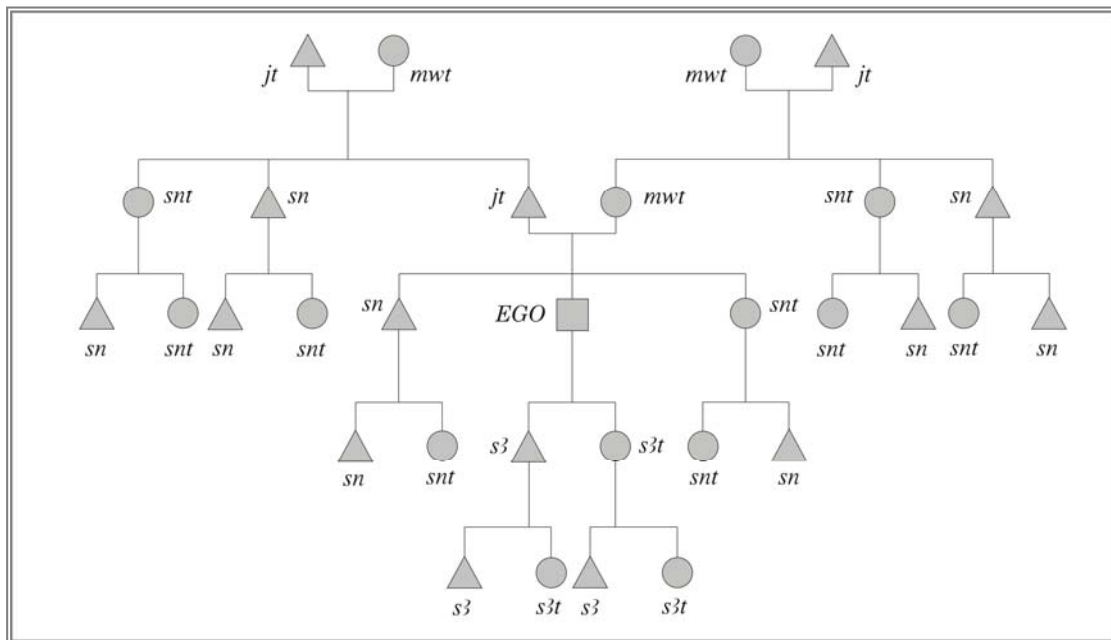 jt mwt mwt jt
snt sn jt mwt snt sn
sn EGO snt
sn snt sn snt snt sn snt sn
s3 s3t
sn snt snt sn
s3 s3t s3 s3t